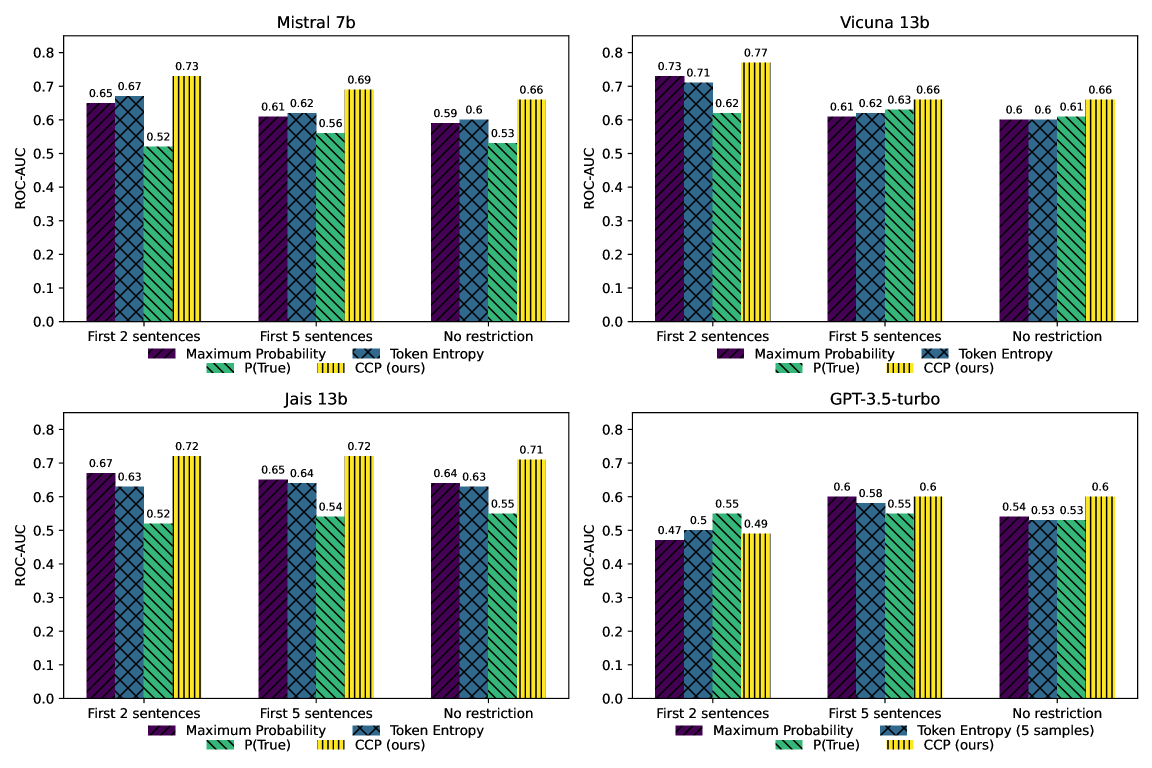 Mistral 7b
ROC-AUC
0.8
0.7
0.6
0.5
0.4
0.3
0.2
0.1
0.0
0.65 0.67 0.52 0.73
0.61 0.62 0.56 0.69
0.59 0.6 0.53 0.66
First 2 sentences First 5 sentences No restriction
Maximum Probability Token Entropy
P(True) CCP (ours)
Vicuna 13b
ROC-AUC
0.8
0.7
0.6
0.5
0.4
0.3
0.2
0.1
0.0
0.73 0.71 0.62 0.77
0.61 0.62 0.63 0.66
0.6 0.6 0.61 0.66
First 2 sentences First 5 sentences No restriction
Maximum Probability Token Entropy
P(True) CCP (ours)
Jais 13b
ROC-AUC
0.8
0.7
0.6
0.5
0.4
0.3
0.2
0.1
0.0
0.67 0.63 0.52 0.72
0.65 0.64 0.54 0.72
0.64 0.63 0.55 0.71
First 2 sentences First 5 sentences No restriction
Maximum Probability Token Entropy
P(True) CCP (ours)
GPT-3.5-turbo
ROC-AUC
0.8
0.7
0.6
0.5
0.4
0.3
0.2
0.1
0.0
0.47 0.5 0.55 0.49
0.6 0.58 0.55 0.6
0.54 0.53 0.53 0.6
First 2 sentences First 5 sentences No restriction
Maximum Probability Token Entropy (5 samples)
P(True) CCP (ours)